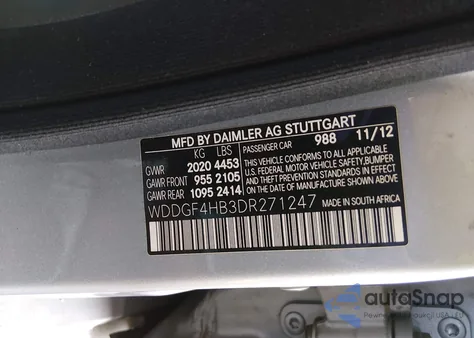 MFD BY DAIMLER AG STUTTGART
KG LBS PASSENGER CAR 988 11/12
GVWR 2020 4453
GAWR FRONT 955 2105
GAWR REAR 1095 2414
THIS VEHICLE CONFORMS TO ALL APPLICABLE
U.S. FEDERAL MOTOR VEHICLE SAFETY,BUMPER
AND THEFT PREVENTION STANDARDS IN
EFFECT ON THE DATE OF MANUFACTURE
SHOWN ABOVE.
WDDGF4HB3DR271247 MADE IN SOUTH AFRICA
autoSnap